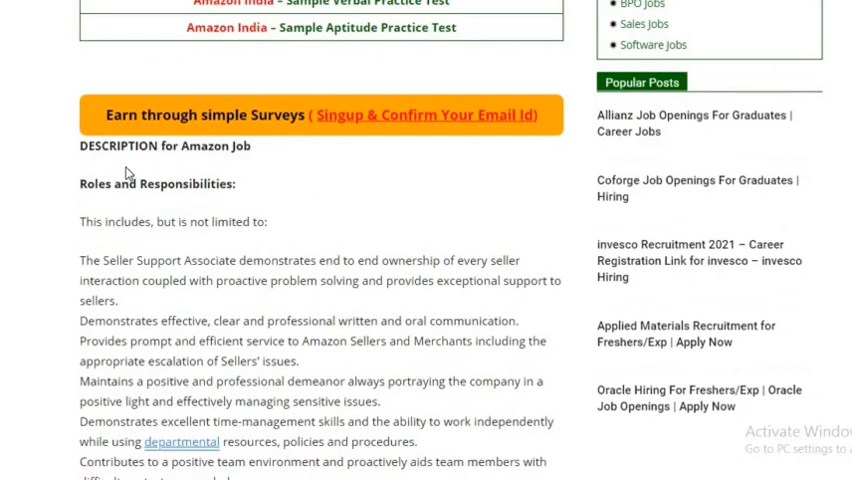 Amazon India – Sample Verbal Practice Test
Amazon India – Sample Aptitude Practice Test
Earn through simple Surveys ( Singup & Confirm Your Email Id)
DESCRIPTION for Amazon Job
Roles and Responsibilities:
This includes, but is not limited to:
The Seller Support Associate demonstrates end to end ownership of every seller
interaction coupled with proactive problem solving and provides exceptional support to
sellers.
Demonstrates effective, clear and professional written and oral communication.
Provides prompt and efficient service to Amazon Sellers and Merchants including the
appropriate escalation of Sellers' issues.
Maintains a positive and professional demeanor always portraying the company in a
positive light and effectively managing sensitive issues.
Demonstrates excellent time-management skills and the ability to work independently
while using departmental resources, policies and procedures.
Contributes to a positive team environment and proactively aids team members with
BPO Jobs
Sales Jobs
Software Jobs
Popular Posts
Allianz Job Openings For Graduates |
Career Jobs
Coforge Job Openings For Graduates |
Hiring
invesco Recruitment 2021 – Career
Registration Link for invesco – invesco
Hiring
Applied Materials Recruitment for
Freshers/Exp | Apply Now
Oracle Hiring For Freshers/Exp | Oracle
Job Openings | Apply Now
Activate Windo
Go to PC settings to